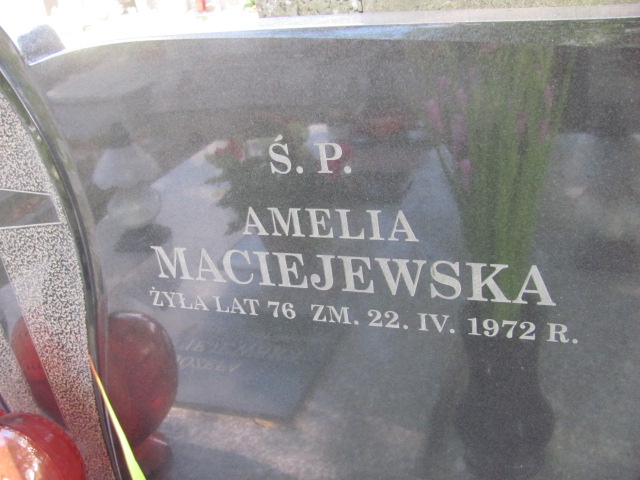 Ś. P.
AMELIA
MACIEJEWSKA
ŻYŁA LAT 76 ZM. 22. IV. 1972 R.